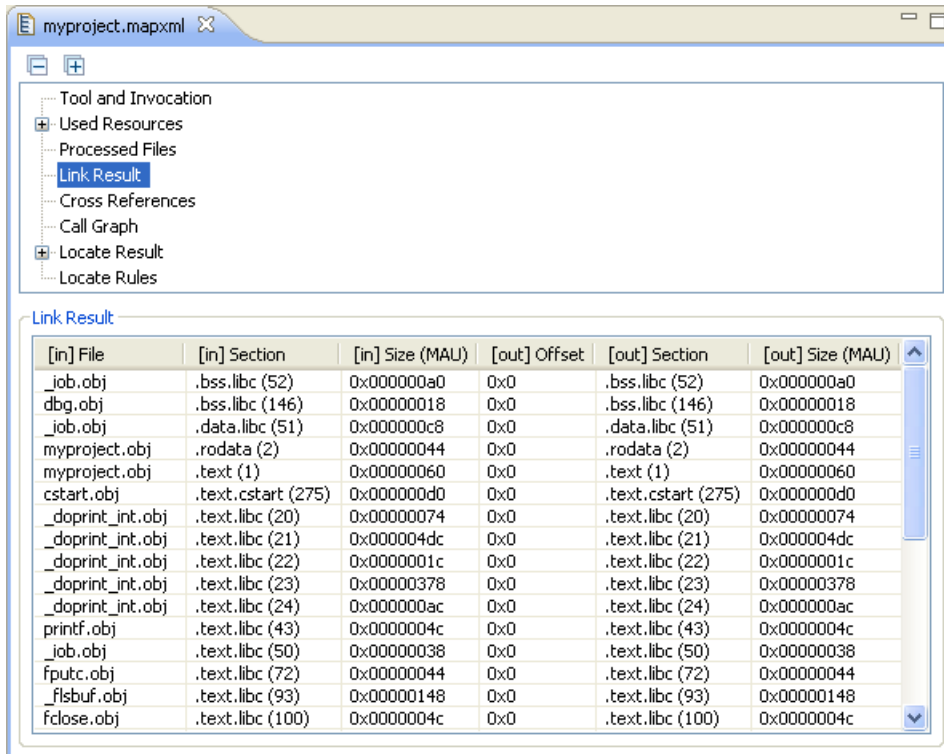 myproject.mapxml
Tool and Invocation
Used Resources
Processed Files
Link Result
Cross References
Call Graph
Locate Result
Locate Rules
Link Result
[in] File [in] Section [in] Size (MAU) [out] Offset [out] Section [out] Size (MAU)
_iob.obj .bss.libc (52) 0x000000a0 0x0 .bss.libc (52) 0x000000a0
dbg.obj .bss.libc (146) 0x00000018 0x0 .bss.libc (146) 0x00000018
_iob.obj .data.libc (51) 0x000000c8 0x0 .data.libc (51) 0x000000c8
myproject.obj .rodata (2) 0x00000044 0x0 .rodata (2) 0x00000044
myproject.obj .text (1) 0x00000060 0x0 .text (1) 0x00000060
cstart.obj .text.cstart (275) 0x000000d0 0x0 .text.cstart (275) 0x000000d0
_doprint_int.obj .text.libc (20) 0x00000074 0x0 .text.libc (20) 0x00000074
_doprint_int.obj .text.libc (21) 0x000004dc 0x0 .text.libc (21) 0x000004dc
_doprint_int.obj .text.libc (22) 0x0000001c 0x0 .text.libc (22) 0x0000001c
_doprint_int.obj .text.libc (23) 0x00000378 0x0 .text.libc (23) 0x00000378
_doprint_int.obj .text.libc (24) 0x000000ac 0x0 .text.libc (24) 0x000000ac
printf.obj .text.libc (43) 0x0000004c 0x0 .text.libc (43) 0x0000004c
_iob.obj .text.libc (50) 0x00000038 0x0 .text.libc (50) 0x00000038
fputc.obj .text.libc (72) 0x00000044 0x0 .text.libc (72) 0x00000044
_flsbuf.obj .text.libc (93) 0x00000148 0x0 .text.libc (93) 0x00000148
fclose.obj .text.libc (100) 0x0000004c 0x0 .text.libc (100) 0x0000004c